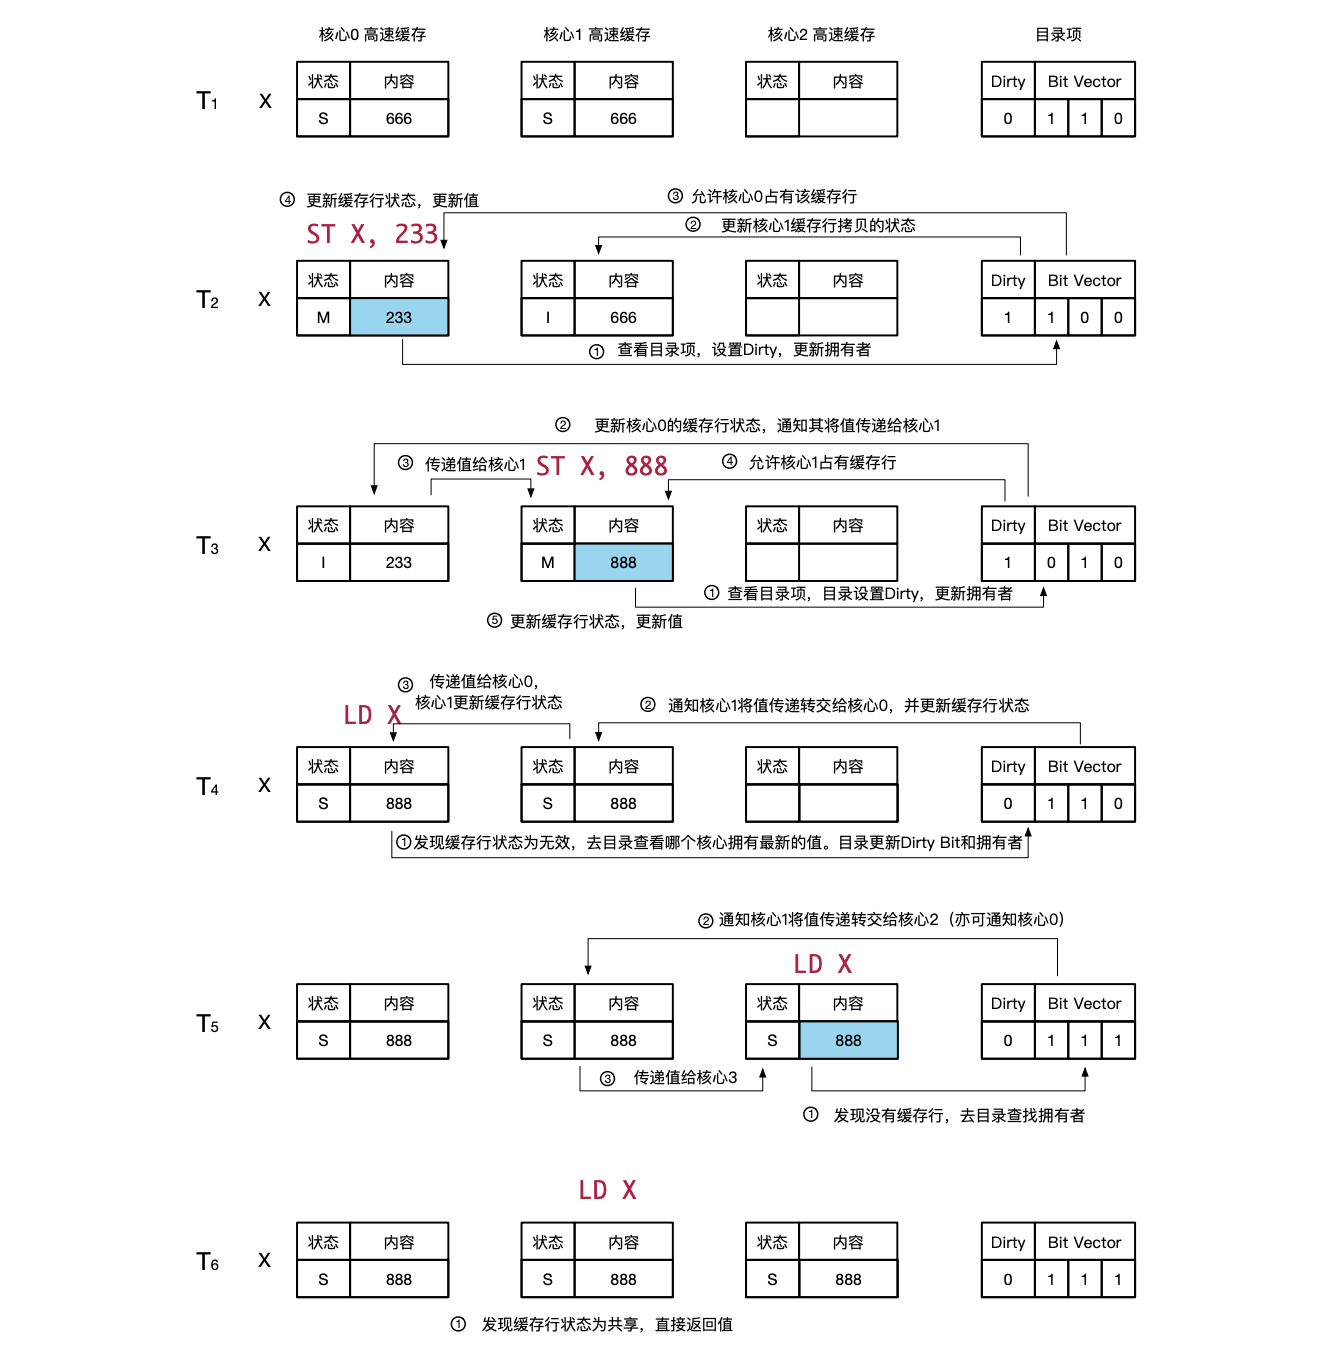 核心0 高速缓存 核心1 高速缓存 核心2 高速缓存 目录项
状态 内容 状态 内容 状态 内容 Dirty Bit Vector
T1 X S 666 S 666 0 1 1 0
④ 更新缓存行状态，更新值 ③ 允许核心0占有该缓存行
ST X, 233 ② 更新核心1缓存行拷贝的状态
状态 内容 状态 内容 状态 内容 Dirty Bit Vector
T2 X M 233 I 666 1 1 0 0
① 查看目录项，设置Dirty，更新拥有者
② 更新核心0的缓存行状态，通知其将值传递给核心1
③ 传递值给核心1 ST X, 888 ④ 允许核心1占有缓存行
状态 内容 状态 内容 状态 内容 Dirty Bit Vector
T3 X I 233 M 888 1 0 1 0
① 查看目录项，目录设置Dirty，更新拥有者
⑤ 更新缓存行状态，更新值
③ 传递值给核心0，
核心1更新缓存行状态 ② 通知核心1将值传递转交给核心0，并更新缓存行状态
LD X
状态 内容 状态 内容 状态 内容 Dirty Bit Vector
T4 X S 888 S 888 0 1 1 0
①发现缓存行状态为无效，去目录查看哪个核心拥有最新的值。目录更新Dirty Bit和拥有者
② 通知核心1将值传递转交给核心2（亦可通知核心0）
LD X
状态 内容 状态 内容 状态 内容 Dirty Bit Vector
T5 X S 888 S 888 S 888 0 1 1 1
③ 传递值给核心3
① 发现没有缓存行，去目录查找拥有者
LD X
状态 内容 状态 内容 状态 内容 Dirty Bit Vector
T6 X S 888 S 888 S 888 0 1 1 1
① 发现缓存行状态为共享，直接返回值